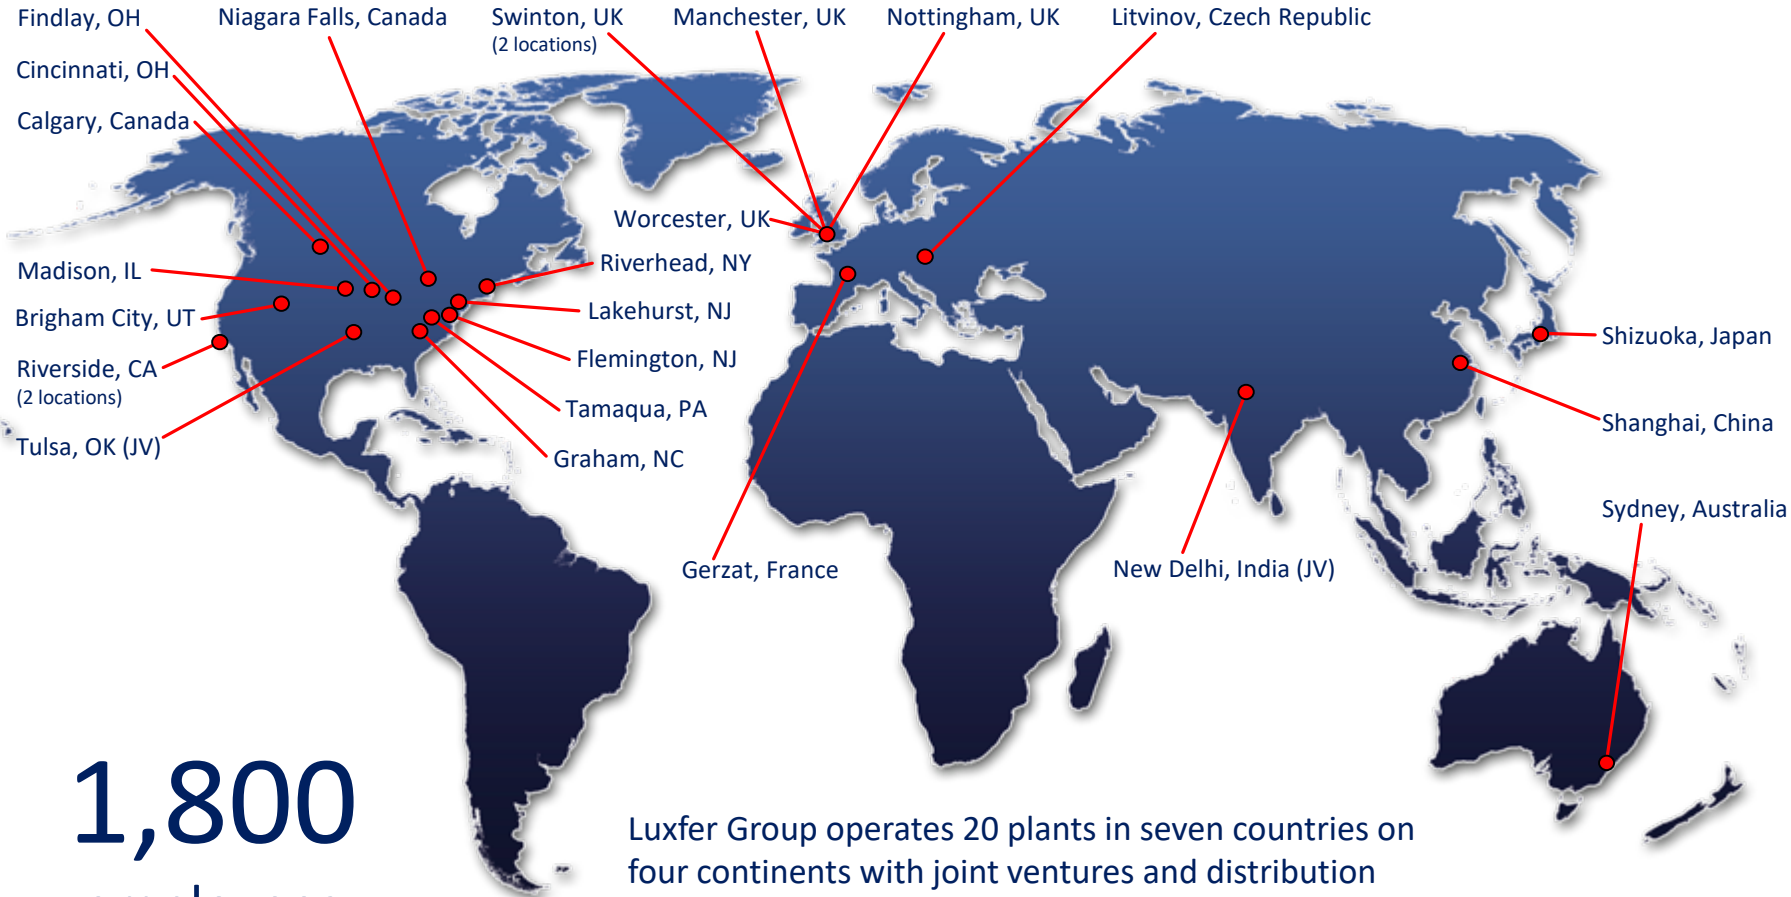 Findlay, OH
Niagara Falls, Canada
Swinton, UK
(2 locations)
Manchester, UK
Nottingham, UK
Litvinov, Czech Republic
Cincinnati, OH
Calgary, Canada
Worcester, UK
Riverhead, NY
Madison, IL
Lakehurst, NJ
Brigham City, UT
Shizuoka, Japan
Flemington, NJ
Riverside, CA
(2 locations)
Tamaqua, PA
Shanghai, China
Tulsa, OK (JV)
Graham, NC
Sydney, Australia
Gerzat, France
New Delhi, India (JV)
1,800
Luxfer Group operates 20 plants in seven countries on
four continents with joint ventures and distribution